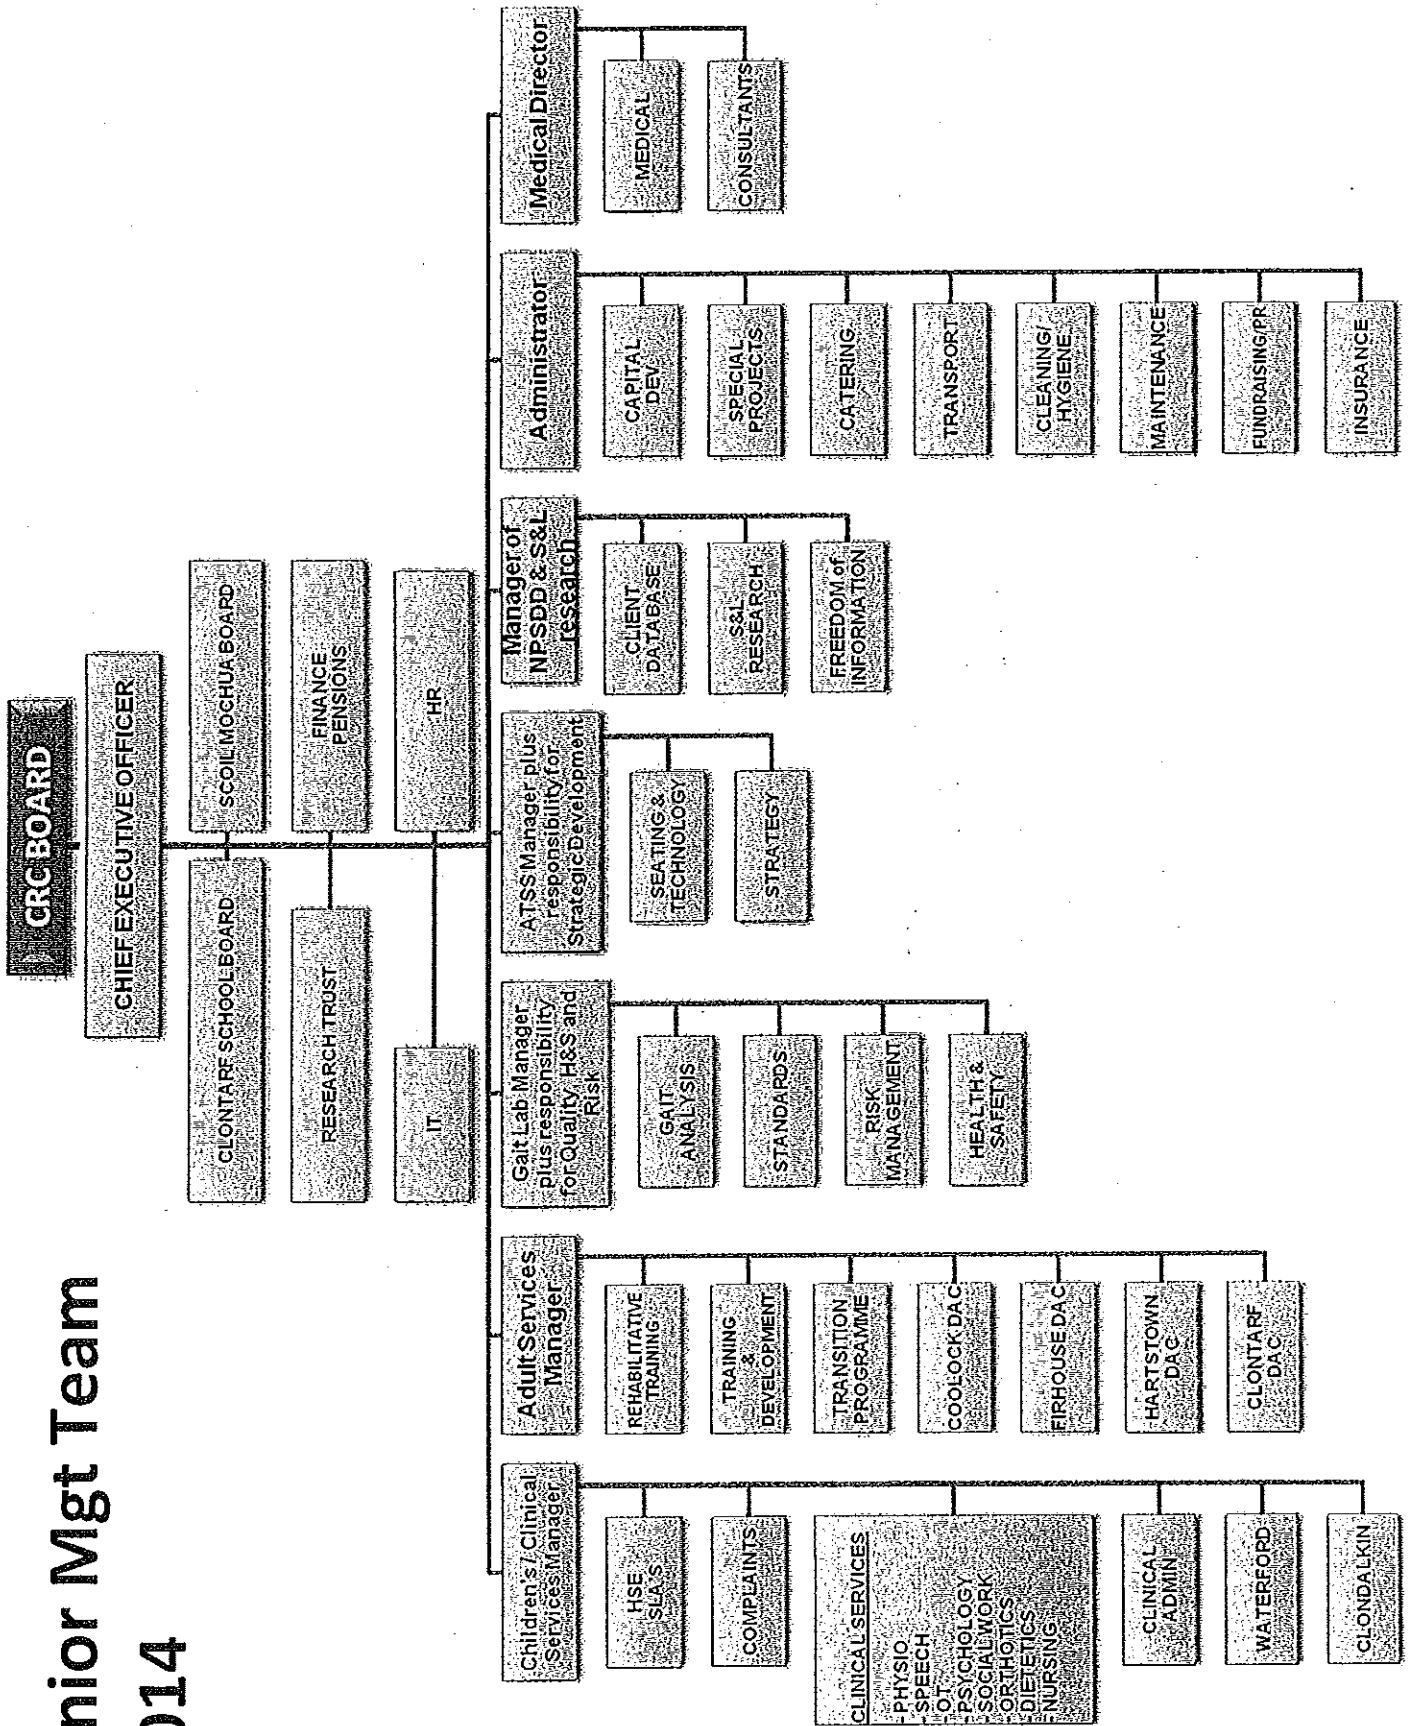 nior Mgt Team
014
CRC BOARD
CHIEF EXECUTIVE OFFICER
CLONTARF SCHOOL BOARD
SCOIL MOCHUA BOARD
RESEARCH TRUST
FINANCE
PENSIONS
IT
HR
Children's / Clinical
Services Manager
HSE
SLA'S
COMPLAINTS
CLINICAL SERVICES
- PHYSIO
- SPEECH
- OT
- PSYCHOLOGY
- SOCIAL WORK
- ORTHOTICS
- DIETETICS
- NURSING
CLINICAL
ADMIN
WATERFORD
CLONDALKIN
Adult Services
Manager
REHABILITATIVE
TRAINING
TRAINING
&
DEVELOPMENT
TRANSITION
PROGRAMME
COOLOCK DAC
FIRHOUSE DAC
HARTSTOWN
DAC
CLONTARF
DAC
Gait Lab Manager
plus responsibility
for Quality, H&S and
Risk
GAIT
ANALYSIS
STANDARDS
RISK
MANAGEMENT
HEALTH &
SAFETY
ATSS Manager plus
responsibility for
Strategic Development
SEATING &
TECHNOLOGY
STRATEGY
Manager of
NPSDD & S&L
research
CLIENT
DATABASE
S&L
RESEARCH
FREEDOM of
INFORMATION
Administrator
CAPITAL
DEV.
SPECIAL
PROJECTS
CATERING
TRANSPORT
CLEANING/
HYGIENE
MAINTENANCE
FUNDRAISING/PR
INSURANCE
Medical Director
MEDICAL
CONSULTANTS